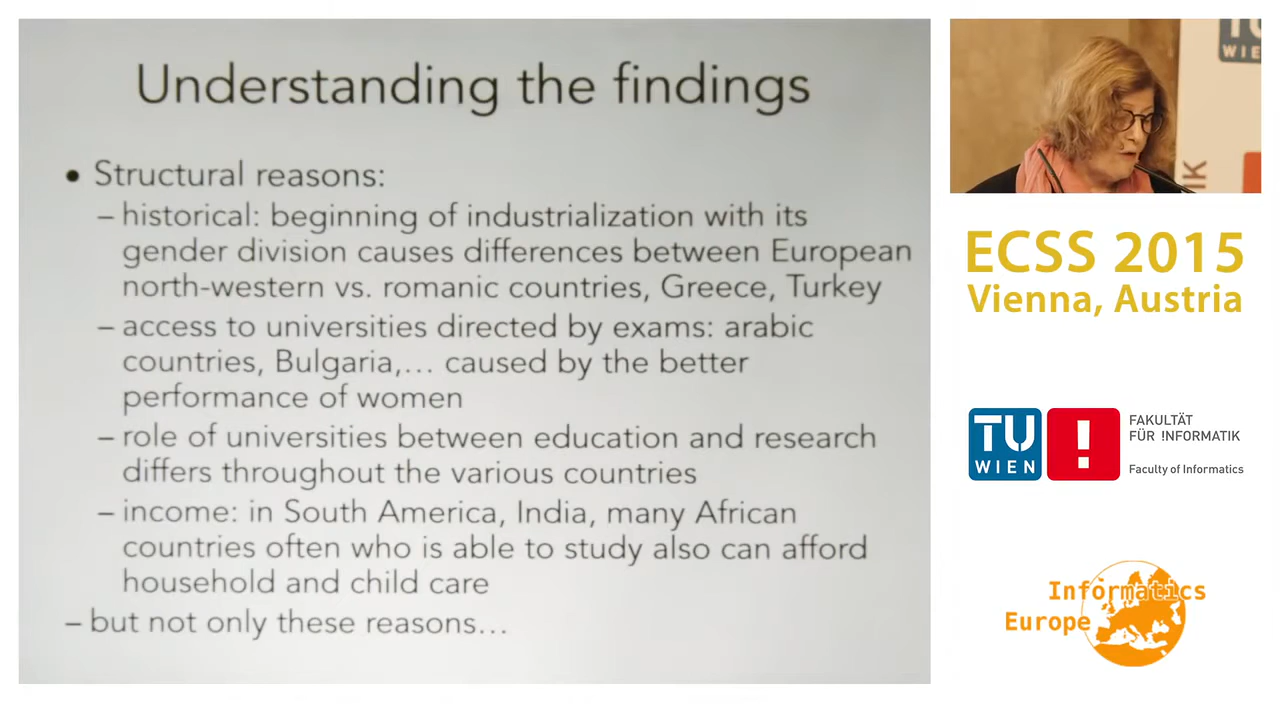 Understanding the findings
• Structural reasons:
– historical: beginning of industrialization with its
gender division causes differences between European
north-western vs. romanic countries, Greece, Turkey
– access to universities directed by exams: arabic
countries, Bulgaria,… caused by the better
performance of women
– role of universities between education and research
differs throughout the various countries
– income: in South America, India, many African
countries often who is able to study also can afford
household and child care
– but not only these reasons…
TU
WIE
IK
ECSS 2015
Vienna, Austria
TU
WIEN
!
FAKULTÄT
FÜR !NFORMATIK
Faculty of Informatics
Informatics
Europe